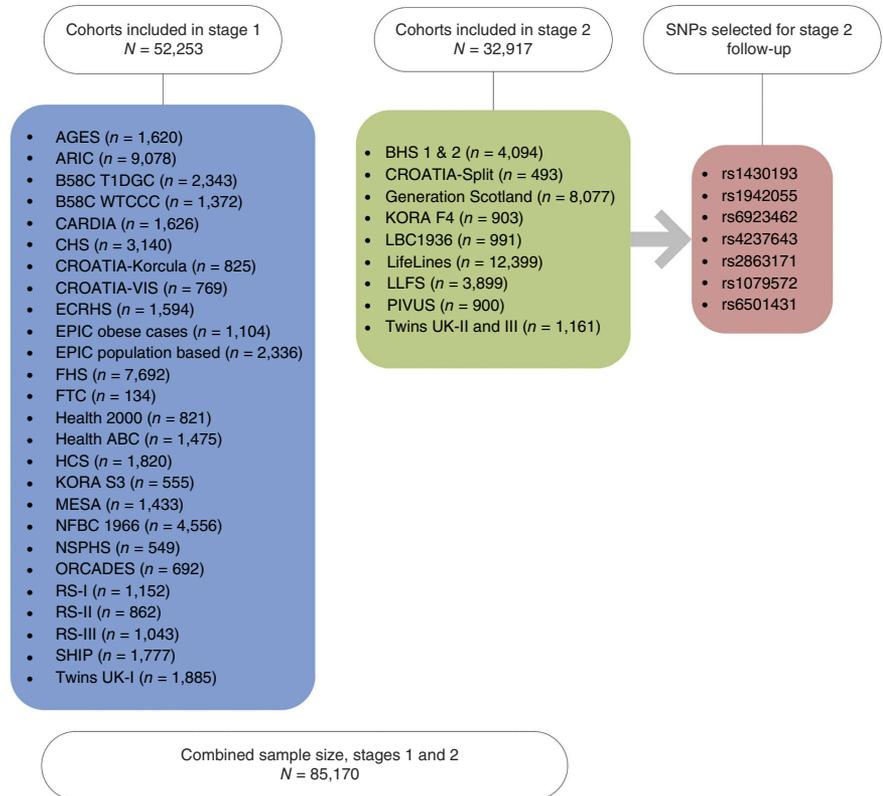 Cohorts included in stage 1
N = 52,253
Cohorts included in stage 2
N = 32,917
SNPs selected for stage 2
follow-up
• AGES (n = 1,620)
• ARIC (n = 9,078)
• B58C T1DGC (n = 2,343)
• B58C WTCCC (n = 1,372)
• CARDIA (n = 1,626)
• CHS (n = 3,140)
• CROATIA-Korcula (n = 825)
• CROATIA-VIS (n = 769)
• ECRHS (n = 1,594)
• EPIC obese cases (n = 1,104)
• EPIC population based (n = 2,336)
• FHS (n = 7,692)
• FTC (n = 134)
• Health 2000 (n = 821)
• Health ABC (n = 1,475)
• HCS (n = 1,820)
• KORA S3 (n = 555)
• MESA (n = 1,433)
• NFBC 1966 (n = 4,556)
• NSPHS (n = 549)
• ORCADES (n = 692)
• RS-I (n = 1,152)
• RS-II (n = 862)
• RS-III (n = 1,043)
• SHIP (n = 1,777)
• Twins UK-I (n = 1,885)
• BHS 1 & 2 (n = 4,094)
• CROATIA-Split (n = 493)
• Generation Scotland (n = 8,077)
• KORA F4 (n = 903)
• LBC1936 (n = 991)
• LifeLines (n = 12,399)
• LLFS (n = 3,899)
• PIVUS (n = 900)
• Twins UK-II and III (n = 1,161)
• rs1430193
• rs1942055
• rs6923462
• rs4237643
• rs2863171
• rs1079572
• rs6501431
Combined sample size, stages 1 and 2
N = 85,170